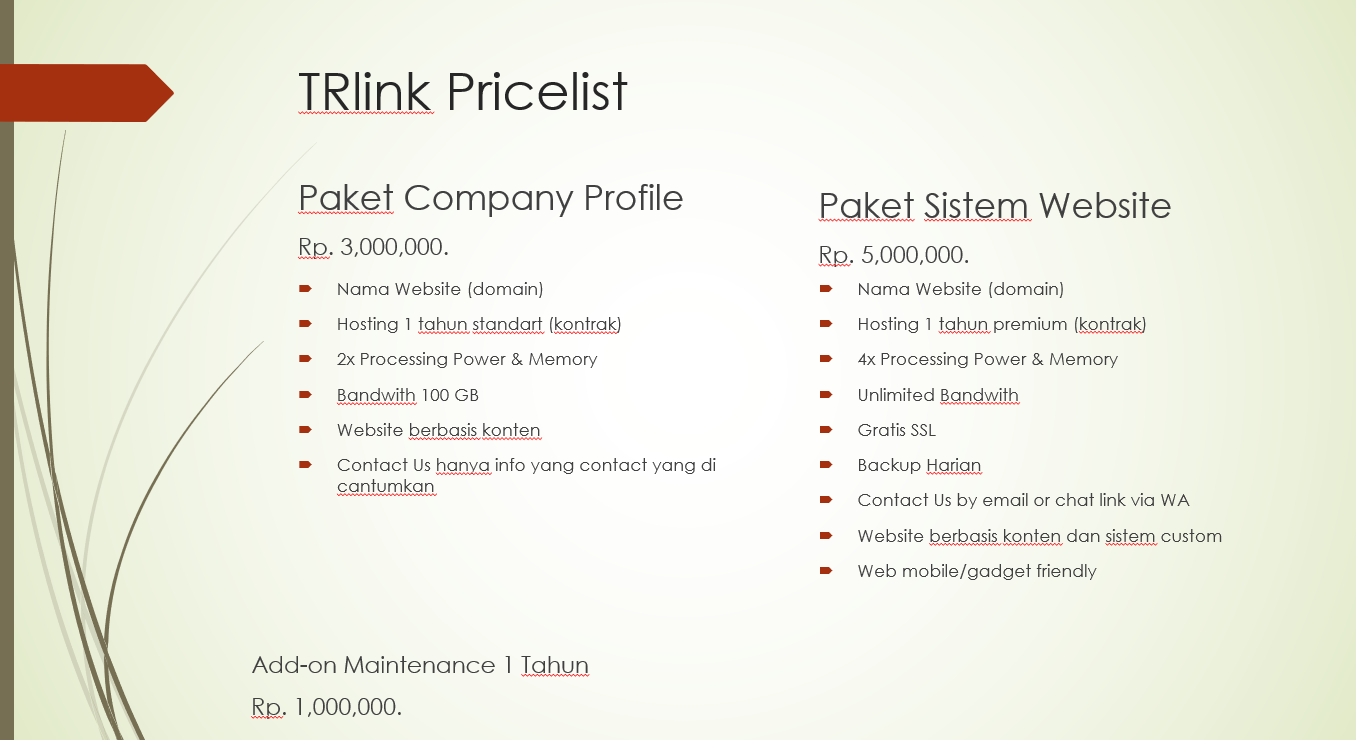 TRlink Pricelist
Paket Company Profile
Rp. 3,000,000.
Nama Website (domain)
Hosting 1 tahun standart (kontrak)
2x Processing Power & Memory
Bandwith 100 GB
Website berbasis konten
Contact Us hanya info yang contact yang di
cantumkan
Paket Sistem Website
Rp. 5,000,000.
Nama Website (domain)
Hosting 1 tahun premium (kontrak)
4x Processing Power & Memory
Unlimited Bandwith
Gratis SSL
Backup Harian
Contact Us by email or chat link via WA
Website berbasis konten dan sistem custom
Web mobile/gadget friendly
Add-on Maintenance 1 Tahun
Rp. 1,000,000.